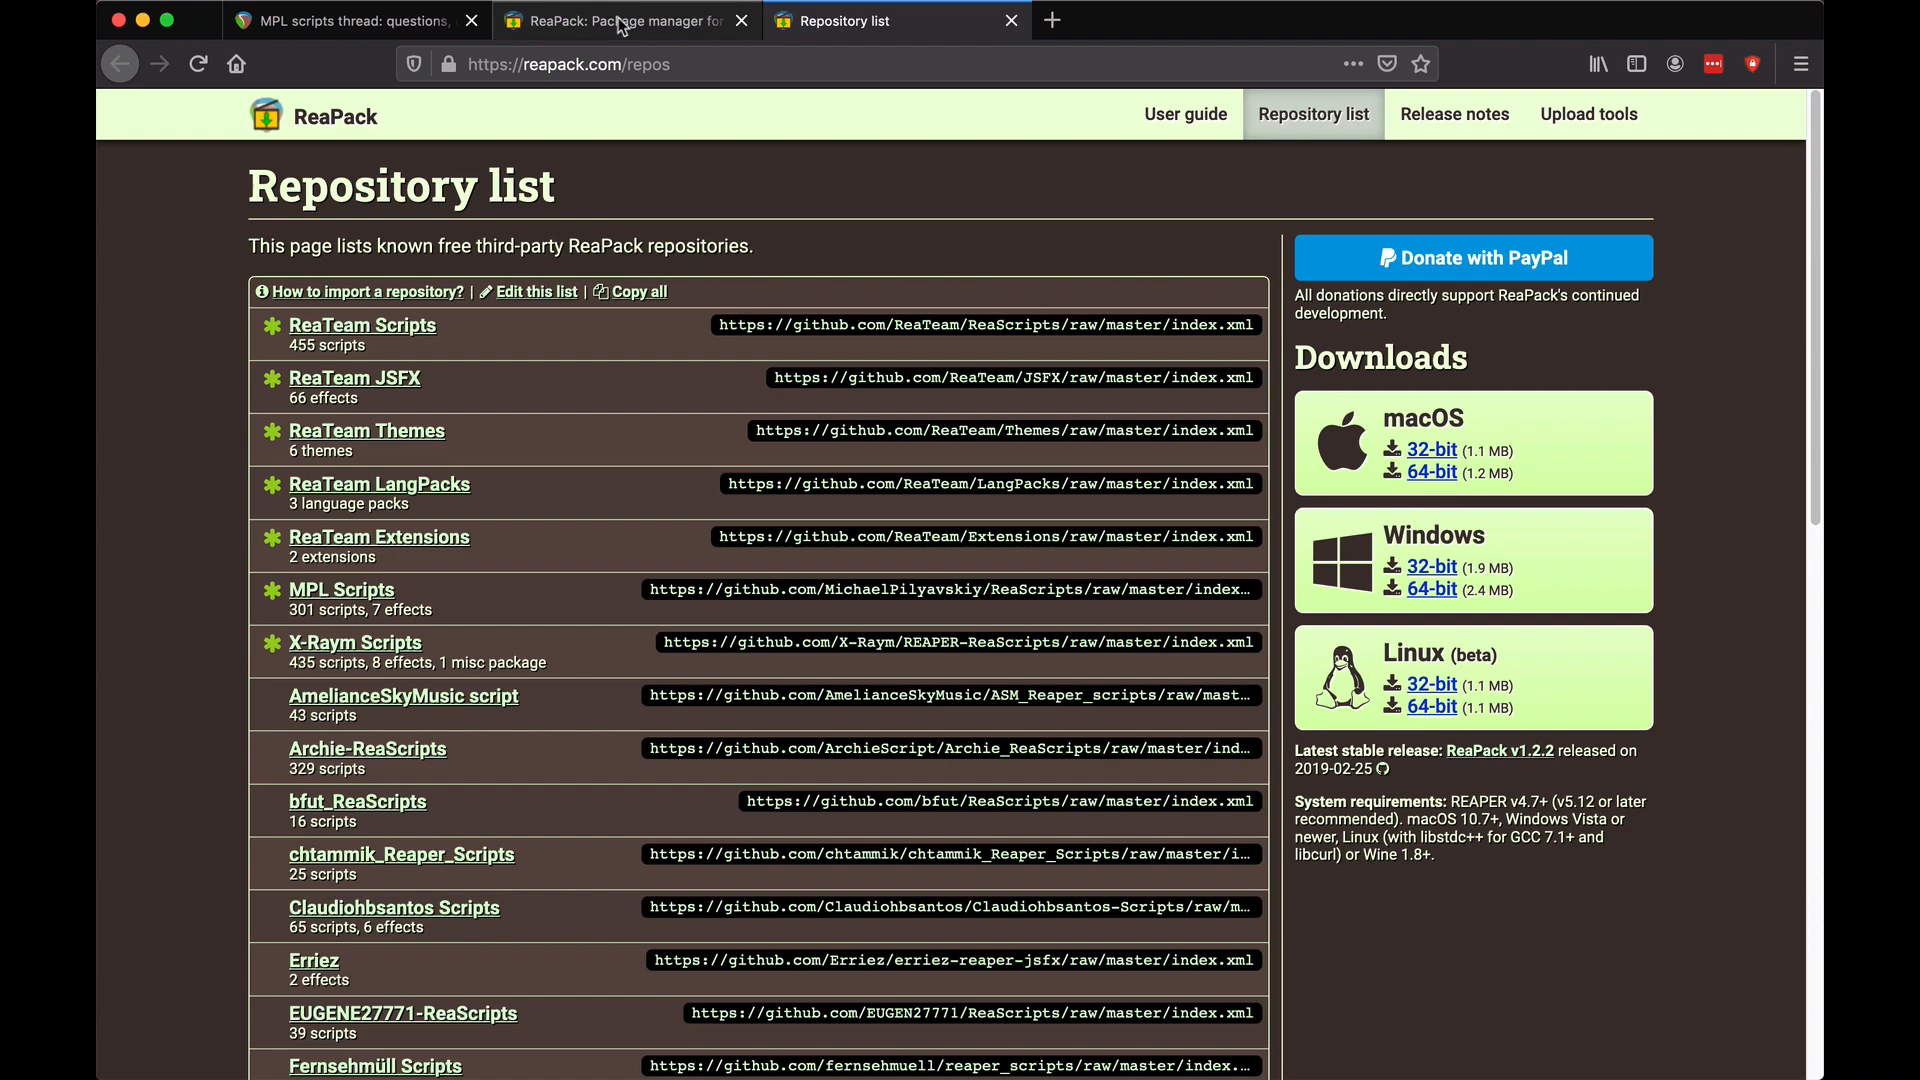 MPL scripts thread: questions,
ReaPack: Package manager for
Repository list
https://reapack.com/repos
ReaPack
User guide
Repository list
Release notes
Upload tools
Repository list
This page lists known free third-party ReaPack repositories.
How to import a repository? | Edit this list | Copy all
ReaTeam Scripts
https://github.com/ReaTeam/ReaScripts/raw/master/index.xml
455 scripts
ReaTeam JSFX
https://github.com/ReaTeam/JSFX/raw/master/index.xml
66 effects
ReaTeam Themes
https://github.com/ReaTeam/Themes/raw/master/index.xml
6 themes
ReaTeam LangPacks
https://github.com/ReaTeam/LangPacks/raw/master/index.xml
3 language packs
ReaTeam Extensions
https://github.com/ReaTeam/Extensions/raw/master/index.xml
2 extensions
MPL Scripts
https://github.com/MichaelPilyavskiy/ReaScripts/raw/master/index…
301 scripts, 7 effects
X-Raym Scripts
https://github.com/X-Raym/REAPER-ReaScripts/raw/master/index.xml
435 scripts, 8 effects, 1 misc package
AmelianceSkyMusic script
https://github.com/AmelianceSkyMusic/ASM_Reaper_scripts/raw/mast…
43 scripts
Archie-ReaScripts
https://github.com/ArchieScript/Archie_ReaScripts/raw/master/ind…
329 scripts
bfut_ReaScripts
https://github.com/bfut/ReaScripts/raw/master/index.xml
16 scripts
chtammik_Reaper_Scripts
https://github.com/chtammik/chtammik_Reaper_Scripts/raw/master/i…
25 scripts
Claudiohbsantos Scripts
https://github.com/Claudiohbsantos/Claudiohbsantos-Scripts/raw/m…
65 scripts, 6 effects
Erriez
https://github.com/Erriez/erriez-reaper-jsfx/raw/master/index.xml
2 effects
EUGENE27771-ReaScripts
https://github.com/EUGEN27771/ReaScripts/raw/master/index.xml
39 scripts
Fernsehmüll Scripts
https://github.com/fernsehmuell/reaper_scripts/raw/master/index.…
Donate with PayPal
All donations directly support ReaPack's continued
development.
Downloads
macOS
32-bit (1.1 MB)
64-bit (1.2 MB)
Windows
32-bit (1.9 MB)
64-bit (2.4 MB)
Linux (beta)
32-bit (1.1 MB)
64-bit (1.1 MB)
Latest stable release: ReaPack v1.2.2 released on
2019-02-25
System requirements: REAPER v4.7+ (v5.12 or later
recommended). macOS 10.7+, Windows Vista or
newer, Linux (with libstdc++ for GCC 7.1+ and
libcurl) or Wine 1.8+.